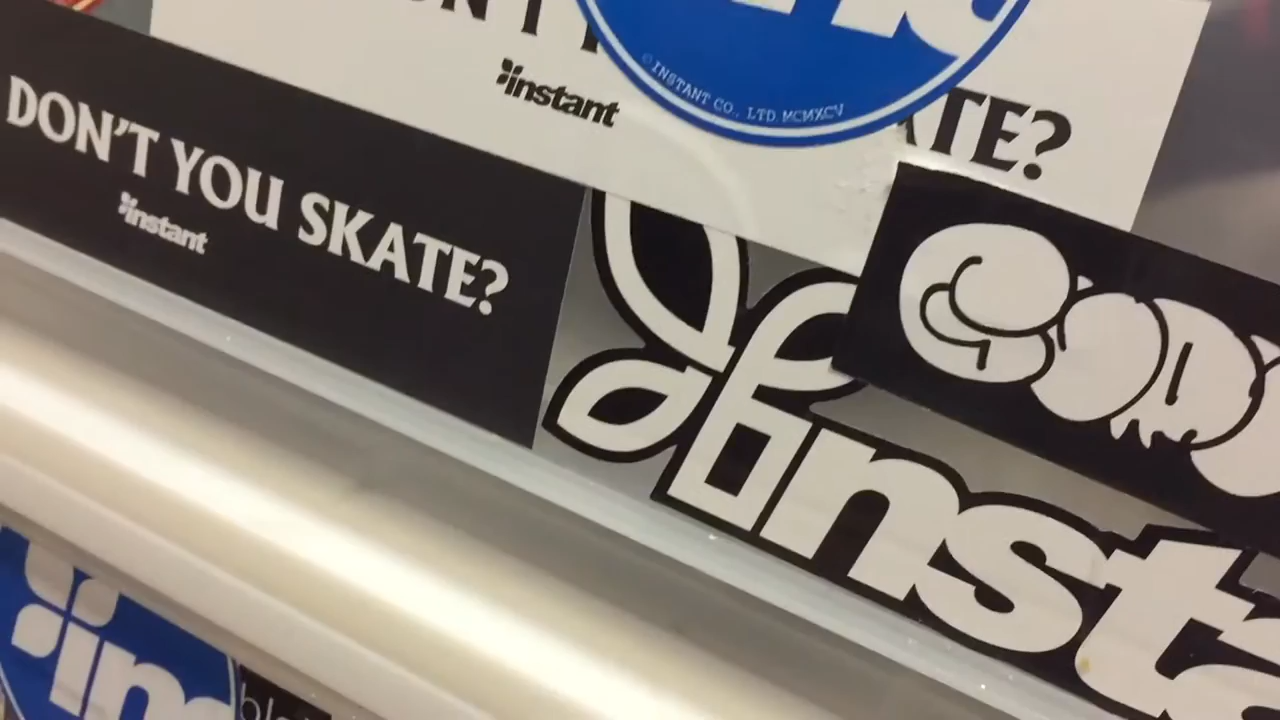 instant
© INSTANT CO., LTD. MCMXCV
ATE?
DON'T YOU SKATE?
instant
inst